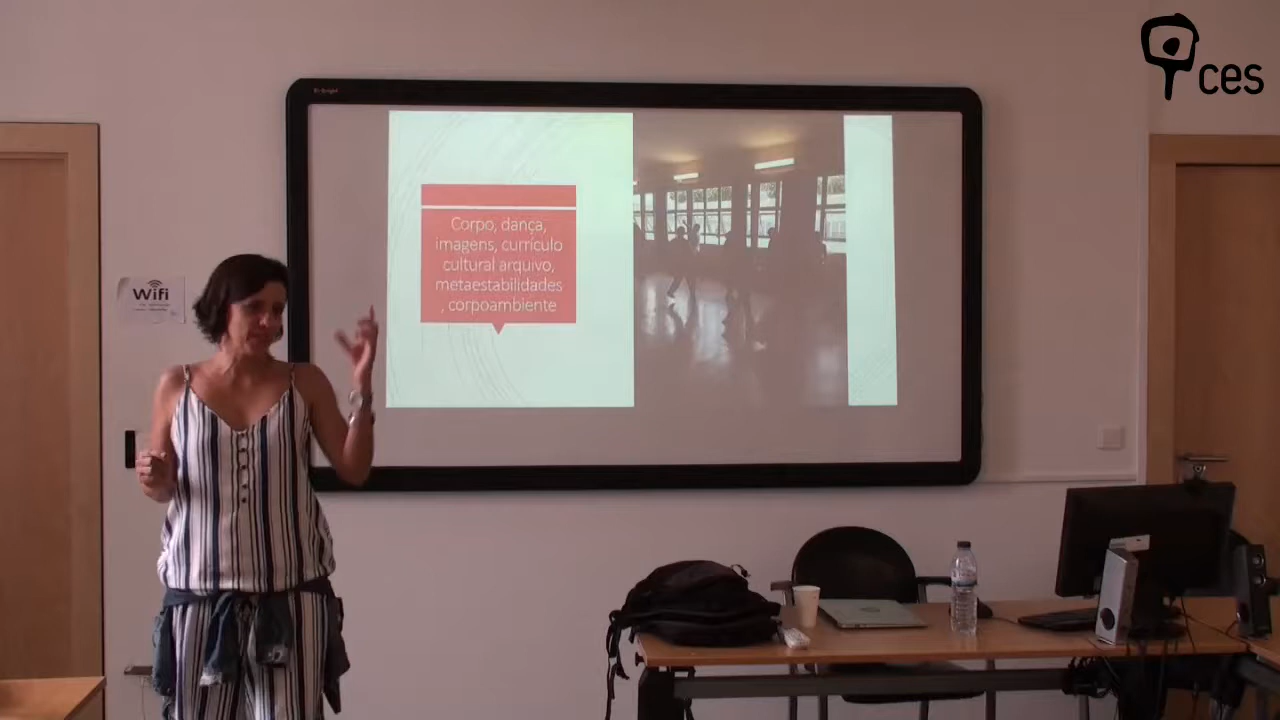 ces
Corpo, dança,
imagens, currículo
cultural arquivo,
metaestabilidades
, corpoambiente
Wifi